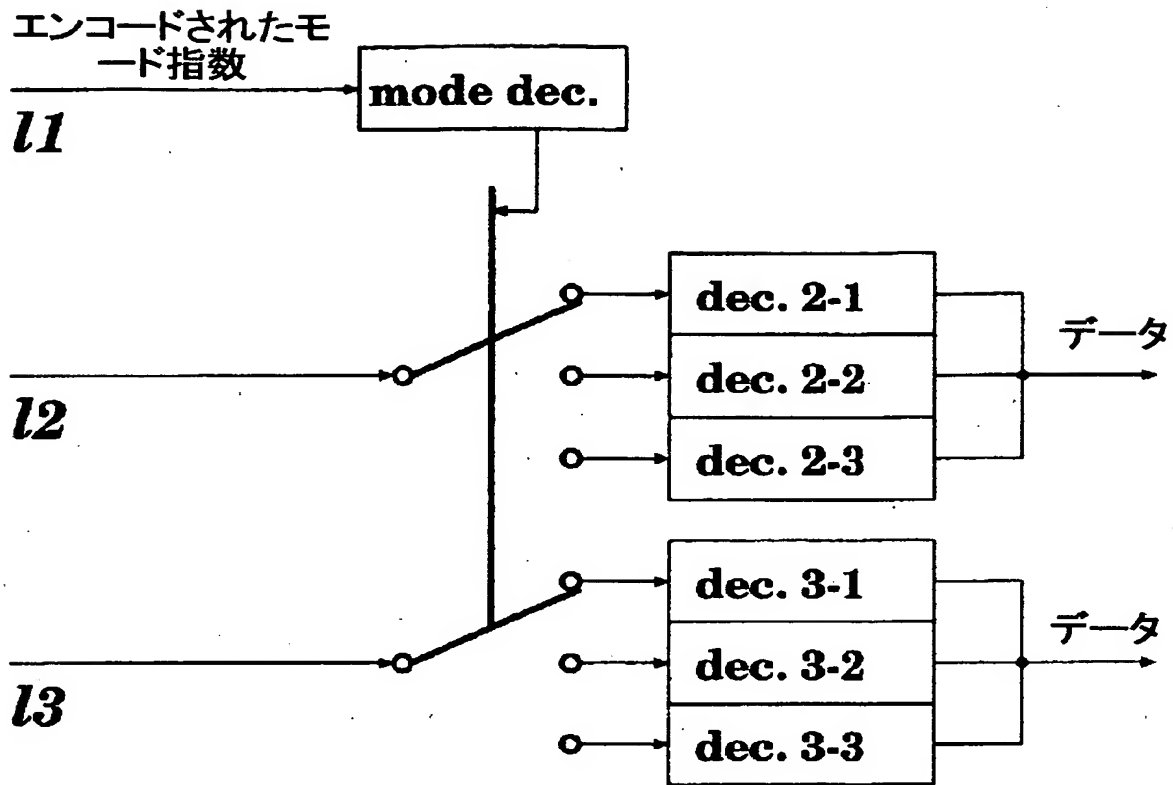 エンコードされたモ
ード指数
mode dec.
l1
dec. 2-1
データ
dec. 2-2
l2
dec. 2-3
dec. 3-1
データ
dec. 3-2
l3
dec. 3-3